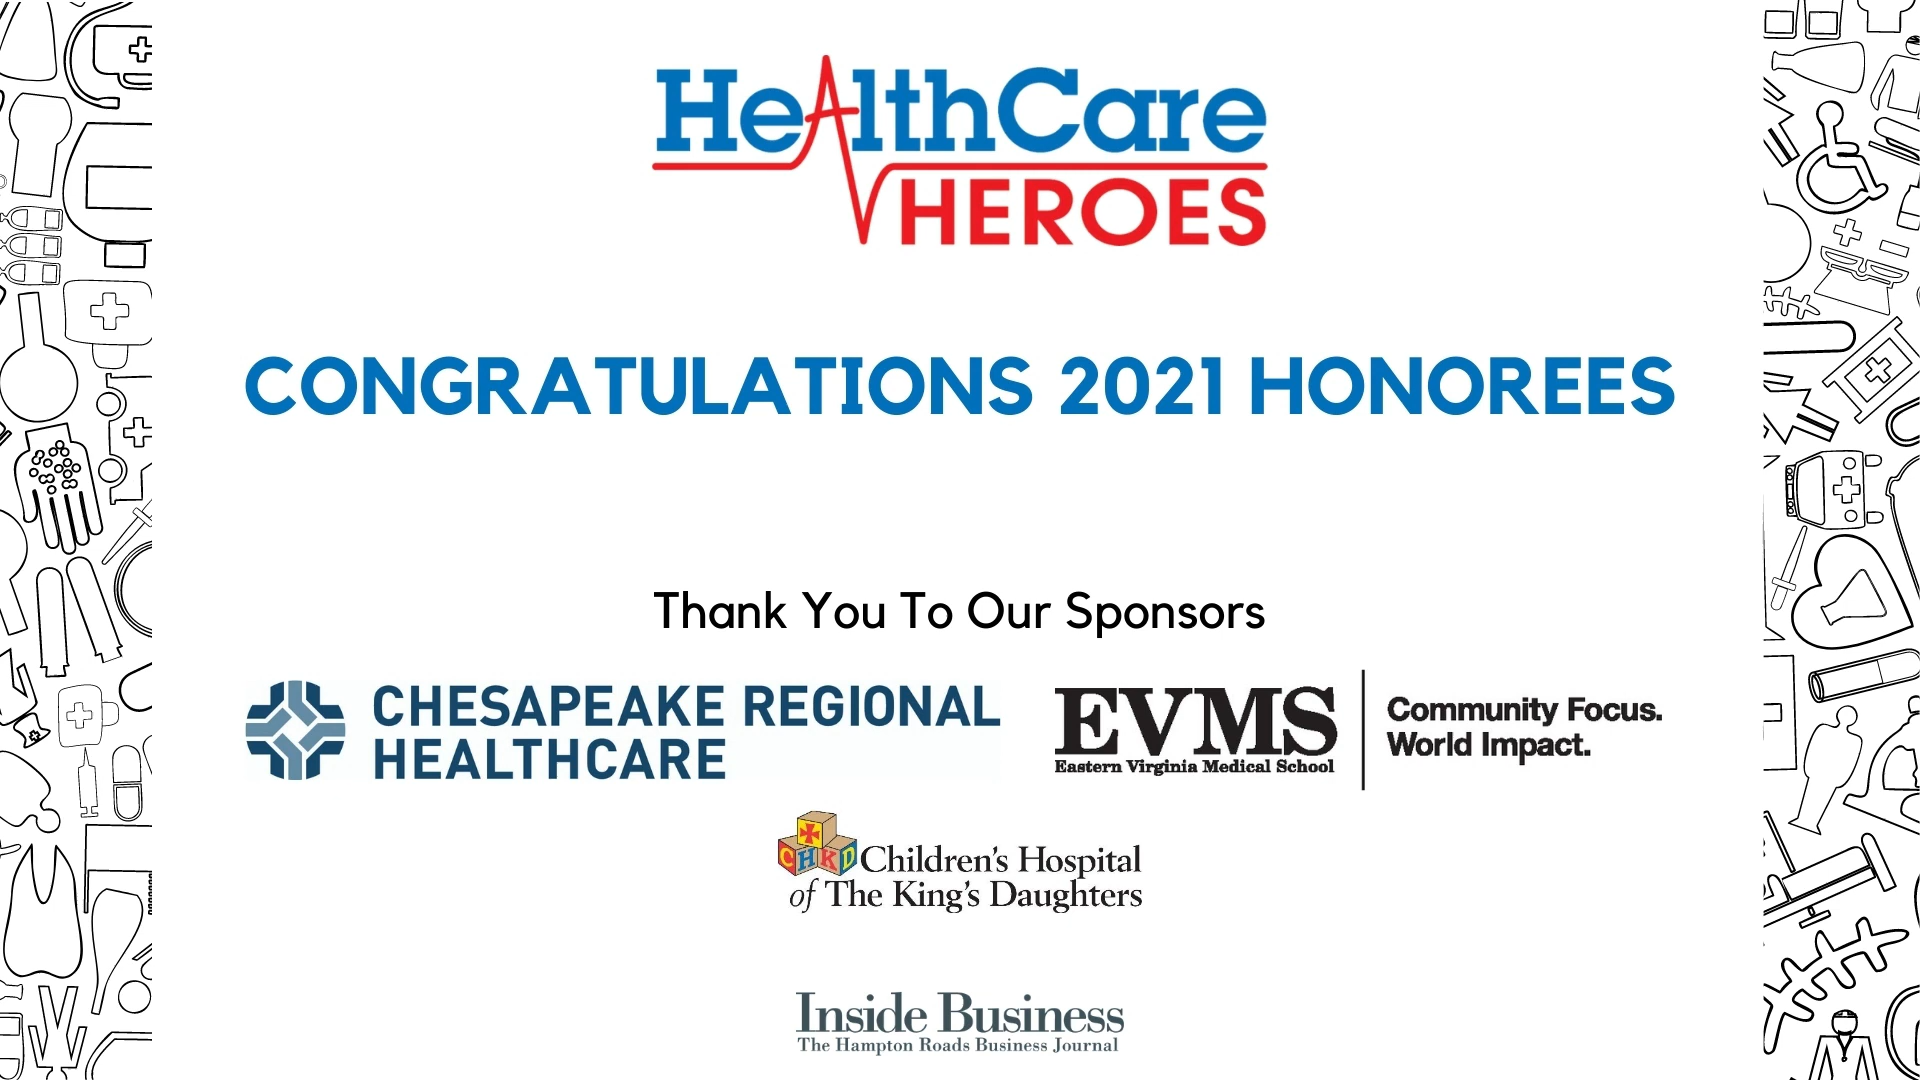 HeAlthCare
HEROES
CONGRATULATIONS 2021 HONOREES
Thank You To Our Sponsors
CHESAPEAKE REGIONAL
HEALTHCARE
EVMS
Eastern Virginia Medical School
Community Focus.
World Impact.
CHKD
Children's Hospital
of The King's Daughters
Inside Business
The Hampton Roads Business Journal